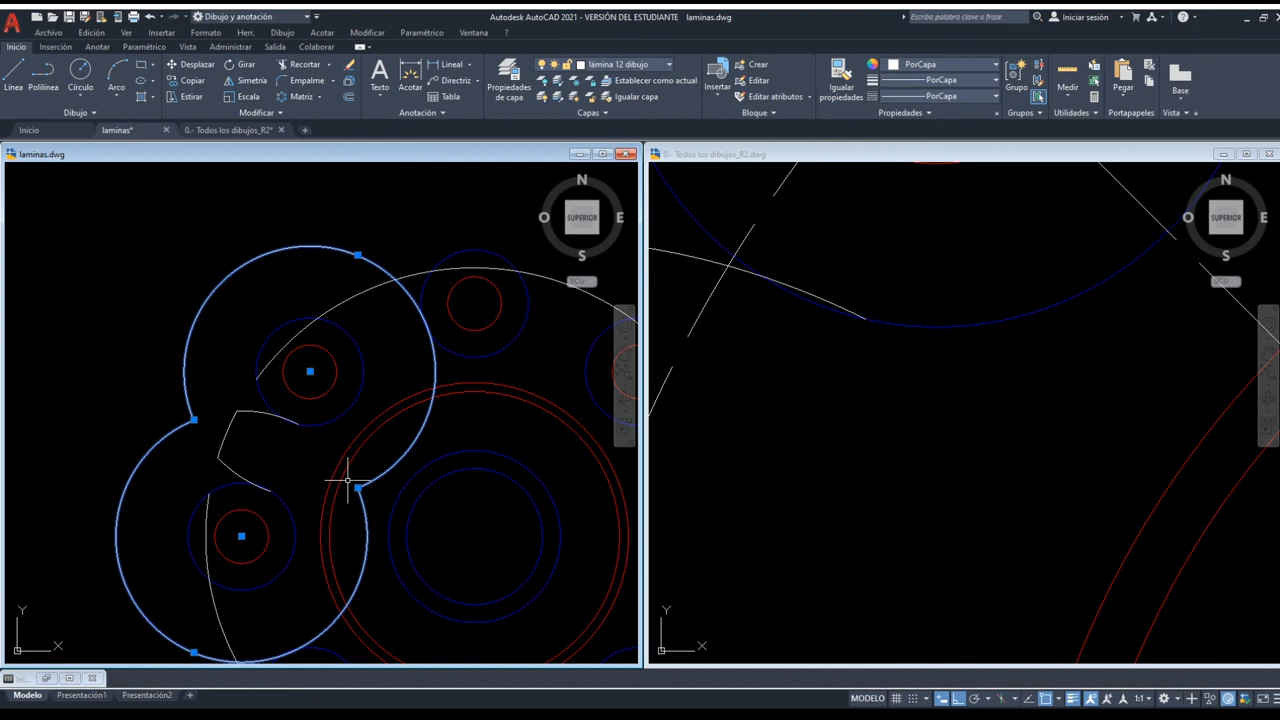 Dibujo y anotación
Autodesk AutoCAD 2021 - VERSIÓN DEL ESTUDIANTE laminas.dwg
Escriba palabra clave o frase
Iniciar sesión
Archivo Edición Ver Insertar Formato Herr. Dibujo Acotar Modificar Paramétrico Ventana ?
Inicio Inserción Anotar Paramétrico Vista Administrar Salida Colabora
Línea Polilínea Círculo Arco
Desplazar Girar Recortar
Copiar Simetría Empalme
Estirar Escala Matriz
Texto Acotar
Lineal
Directriz
Tabla
Propiedades de capa
lámina 12 dibujo
Establecer como actual
Igualar capa
Insertar
Crear
Editar
Editar atributos
Igualar propiedades
PorCapa
PorCapa
PorCapa
Grupo Medir Pegar Base
Dibujo Modificar Anotación Capas Bloque Propiedades Grupos Utilidades Portapapeles Vista
Inicio laminas* 0.- Todos los dibujos_R2*
laminas.dwg
0.- Todos los dibujos_R2.dwg
N
O SUPERIOR E
S
SCU
N
O SUPERIOR E
S
SCU
Y
X
Y
X
Ini...
Modelo Presentación1 Presentación2 +
MODELO
1:1